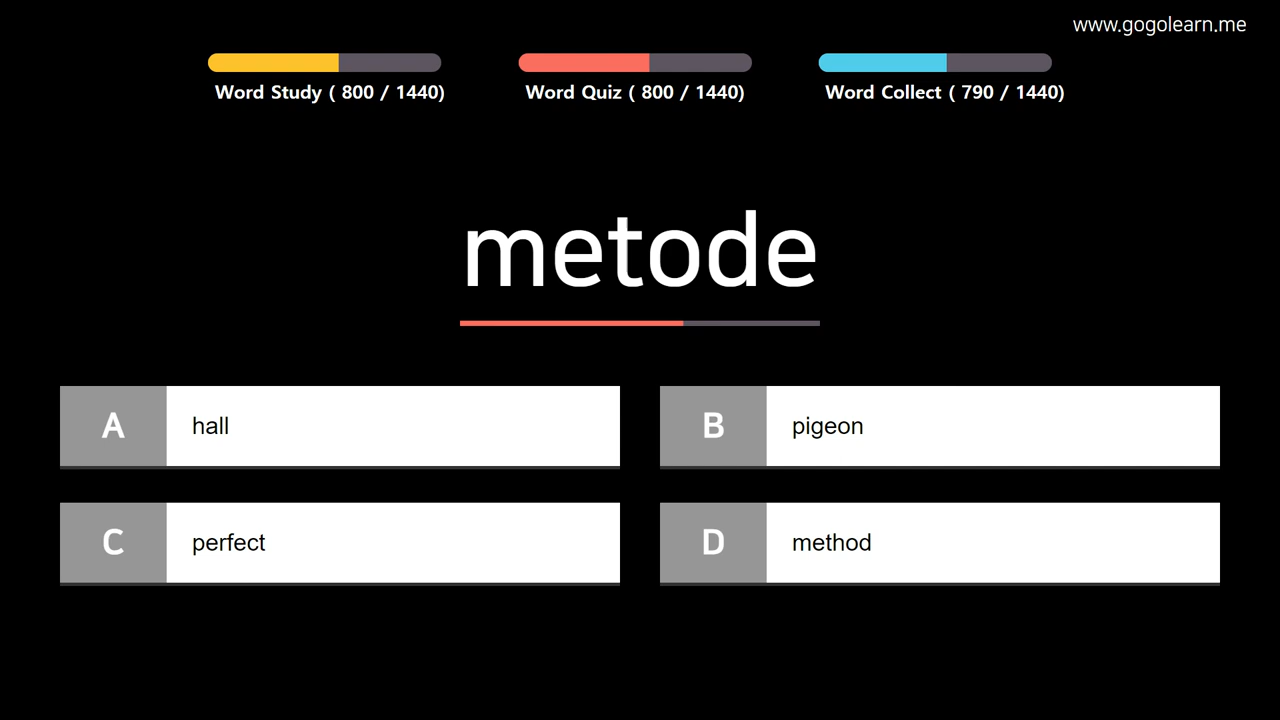 www.gogolearn.me
Word Study ( 800 / 1440)
Word Quiz ( 800 / 1440)
Word Collect ( 790 / 1440)
metode
A hall
B pigeon
C perfect
D method